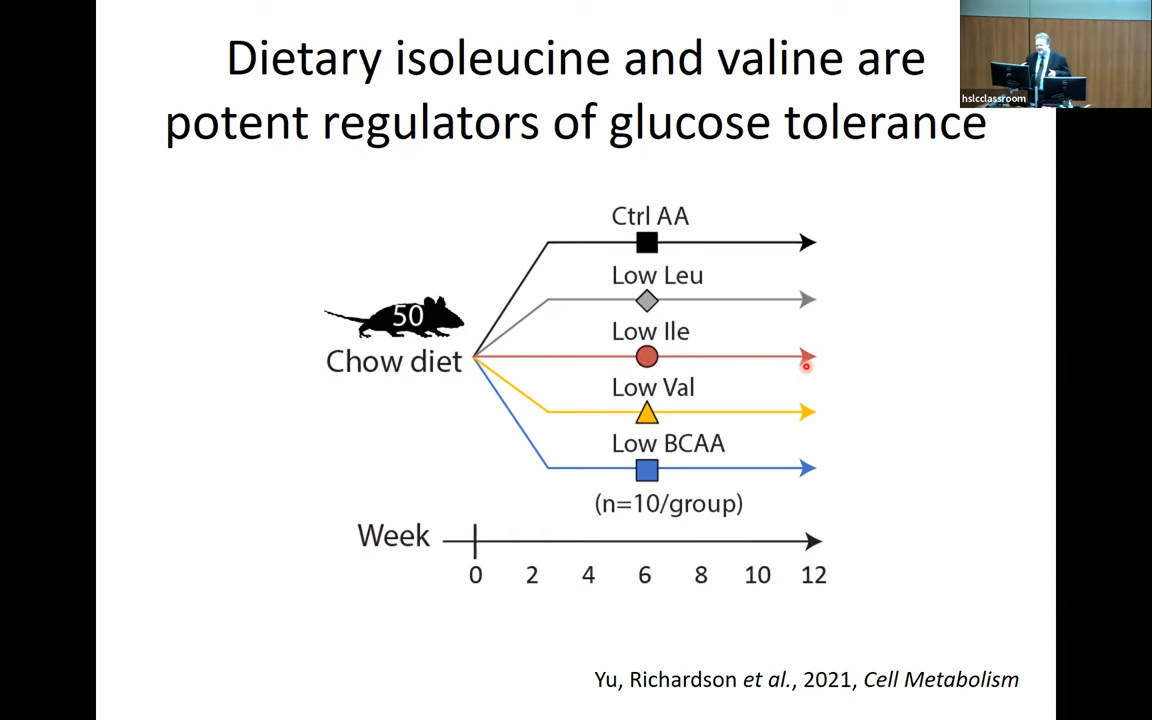 Dietary isoleucine and valine are
potent regulators of glucose tolerance
hslcclassroom
Ctrl AA
Low Leu
50
Low Ile
Chow diet
Low Val
Low BCAA
(n=10/group)
Week
0 2 4 6 8 10 12
Yu, Richardson et al., 2021, Cell Metabolism